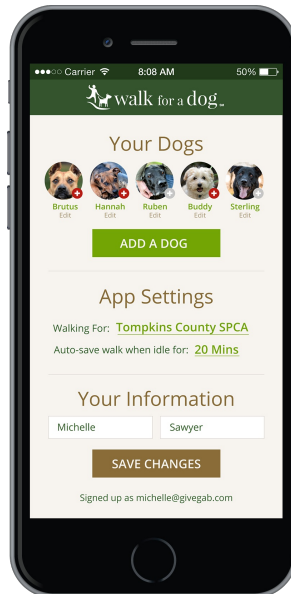 Carrier 8:08 AM 50%
walk for a dog
Your Dogs
Brutus Hannah Ruben Buddy Sterling
Edit Edit Edit Edit Edit
ADD A DOG
App Settings
Walking For: Tompkins County SPCA
Auto-save walk when idle for: 20 Mins
Your Information
Michelle Sawyer
SAVE CHANGES
Signed up as michelle@givegab.com